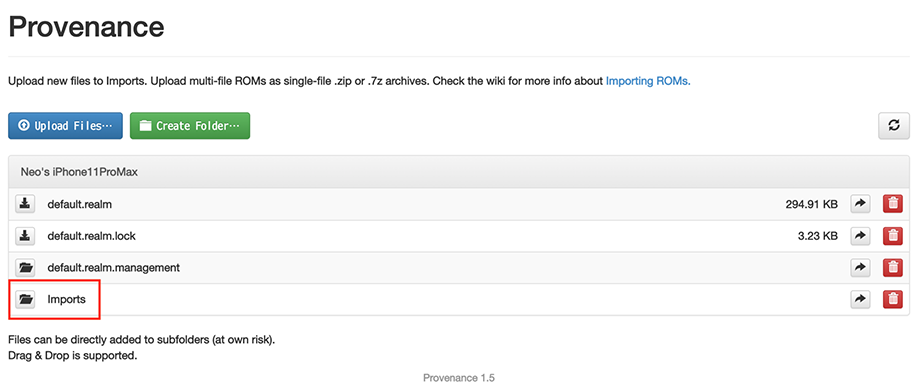 Provenance
Upload new files to Imports. Upload multi-file ROMs as single-file .zip or .7z archives. Check the wiki for more info about Importing ROMs.
Upload Files… Create Folder…
Neo's iPhone11ProMax
default.realm 294.91 KB
default.realm.lock 3.23 KB
default.realm.management
Imports
Files can be directly added to subfolders (at own risk).
Drag & Drop is supported.
Provenance 1.5